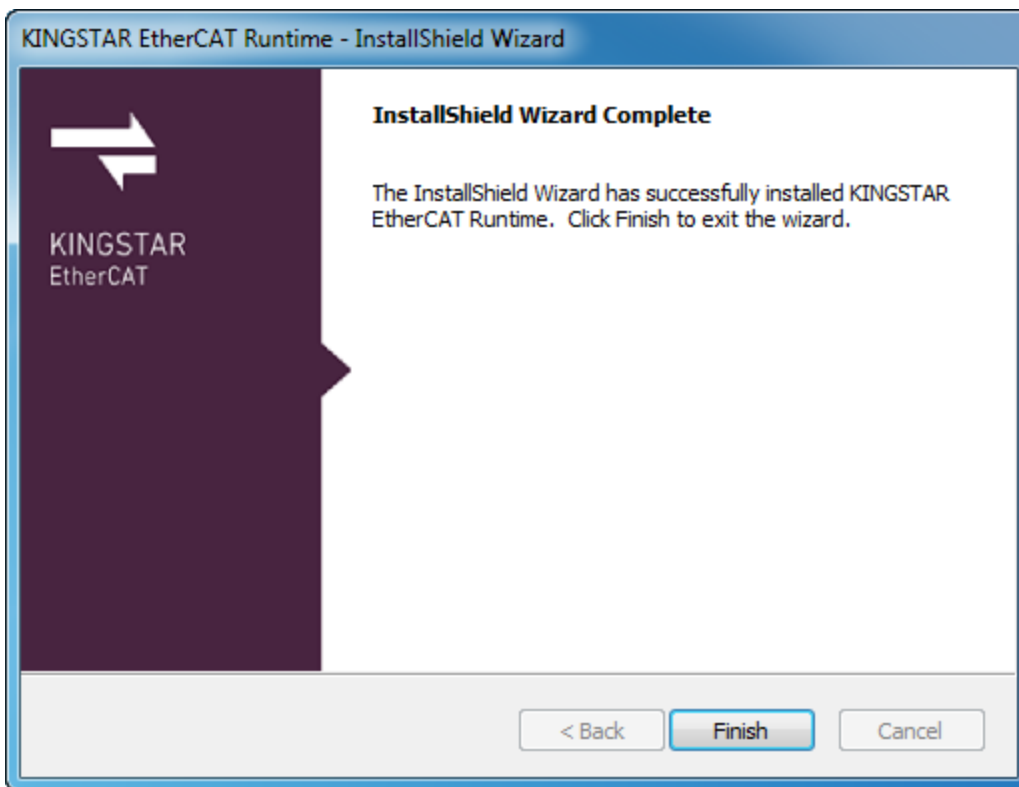 KINGSTAR EtherCAT Runtime - InstallShield Wizard
KINGSTAR
EtherCAT
InstallShield Wizard Complete
The InstallShield Wizard has successfully installed KINGSTAR
EtherCAT Runtime.  Click Finish to exit the wizard.
< Back
Finish
Cancel